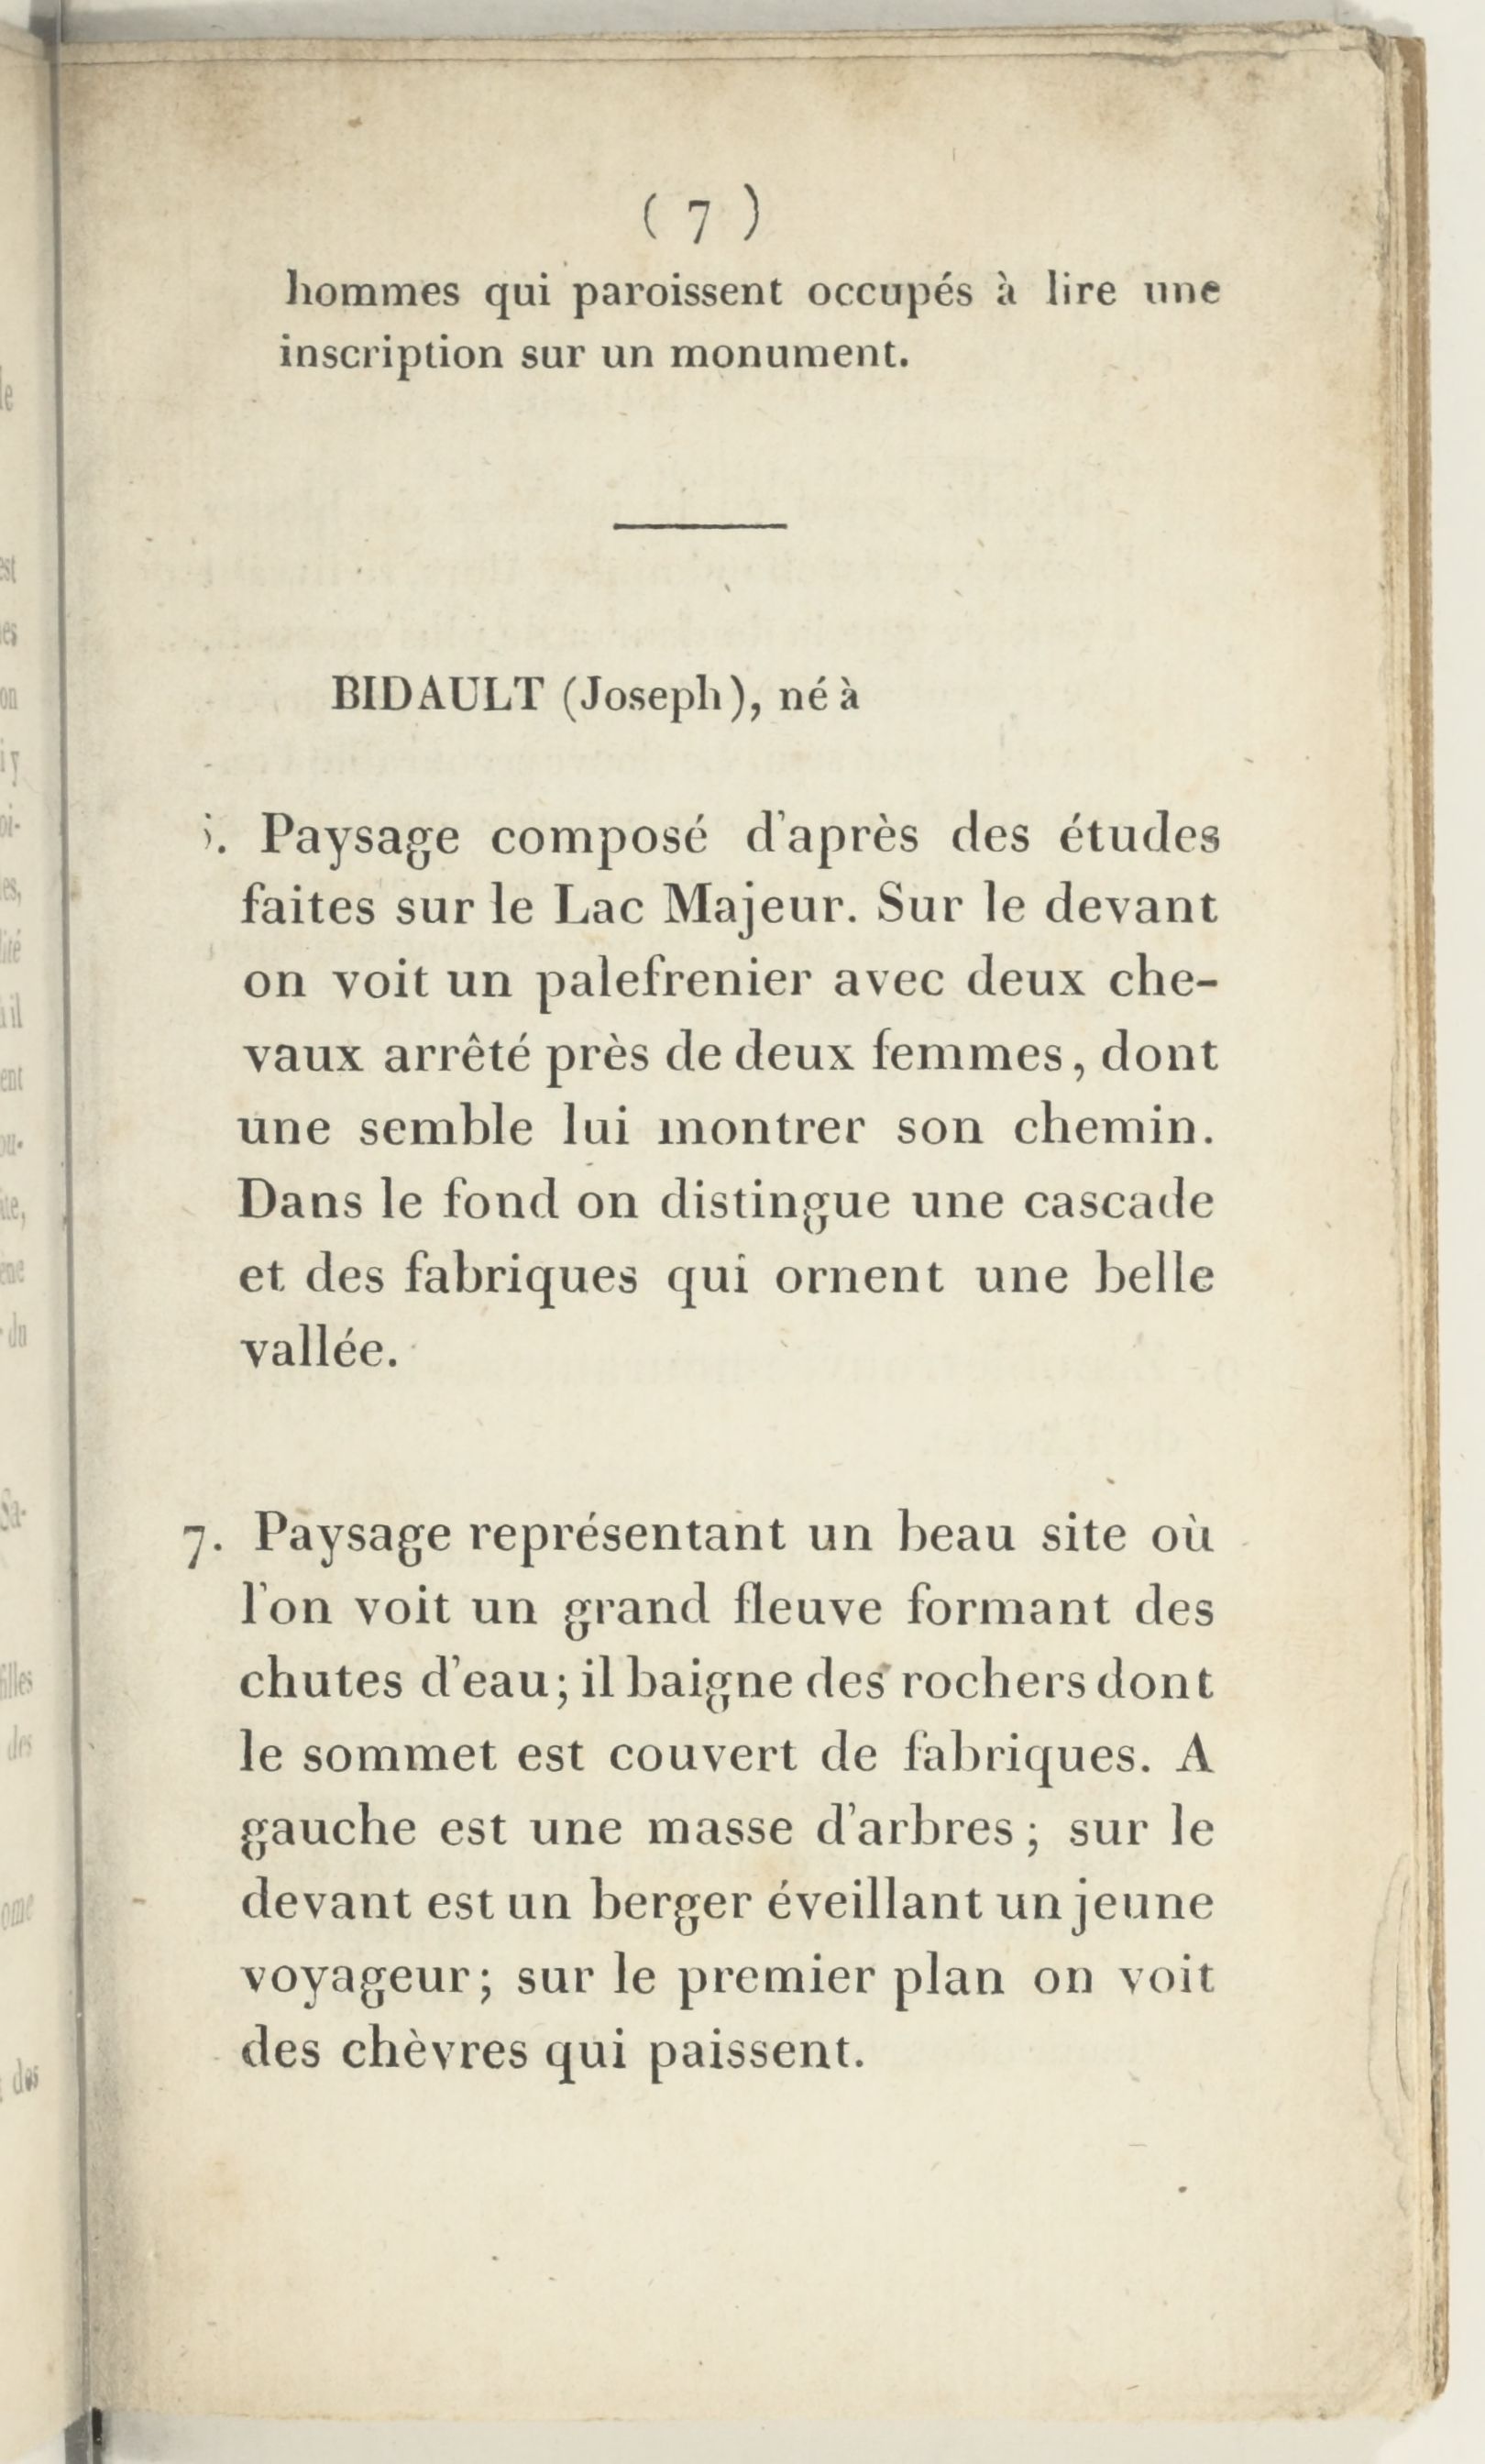 ( 7 )
hommes qui paroissent occupés à lire une
inscription sur un monument.
BIDAULT (Joseph), né à
. Paysage composé d'après des études
faites sur le Lac Majeur. Sur le devant
on voit un palefrenier avec deux che-
vaux arrêté près de deux femmes, dont
une semble lui montrer son chemin.
Dans le fond on distingue une cascade
et des fabriques qui ornent une belle
vallée.
7. Paysage représentant un beau site où
l'on voit un grand fleuve formant des
chutes d'eau; il baigne des rochers dont
le sommet est couvert de fabriques. A
gauche est une masse d'arbres; sur le
devant est un berger éveillant un jeune
voyageur; sur le premier plan on voit
des chèvres qui paissent.